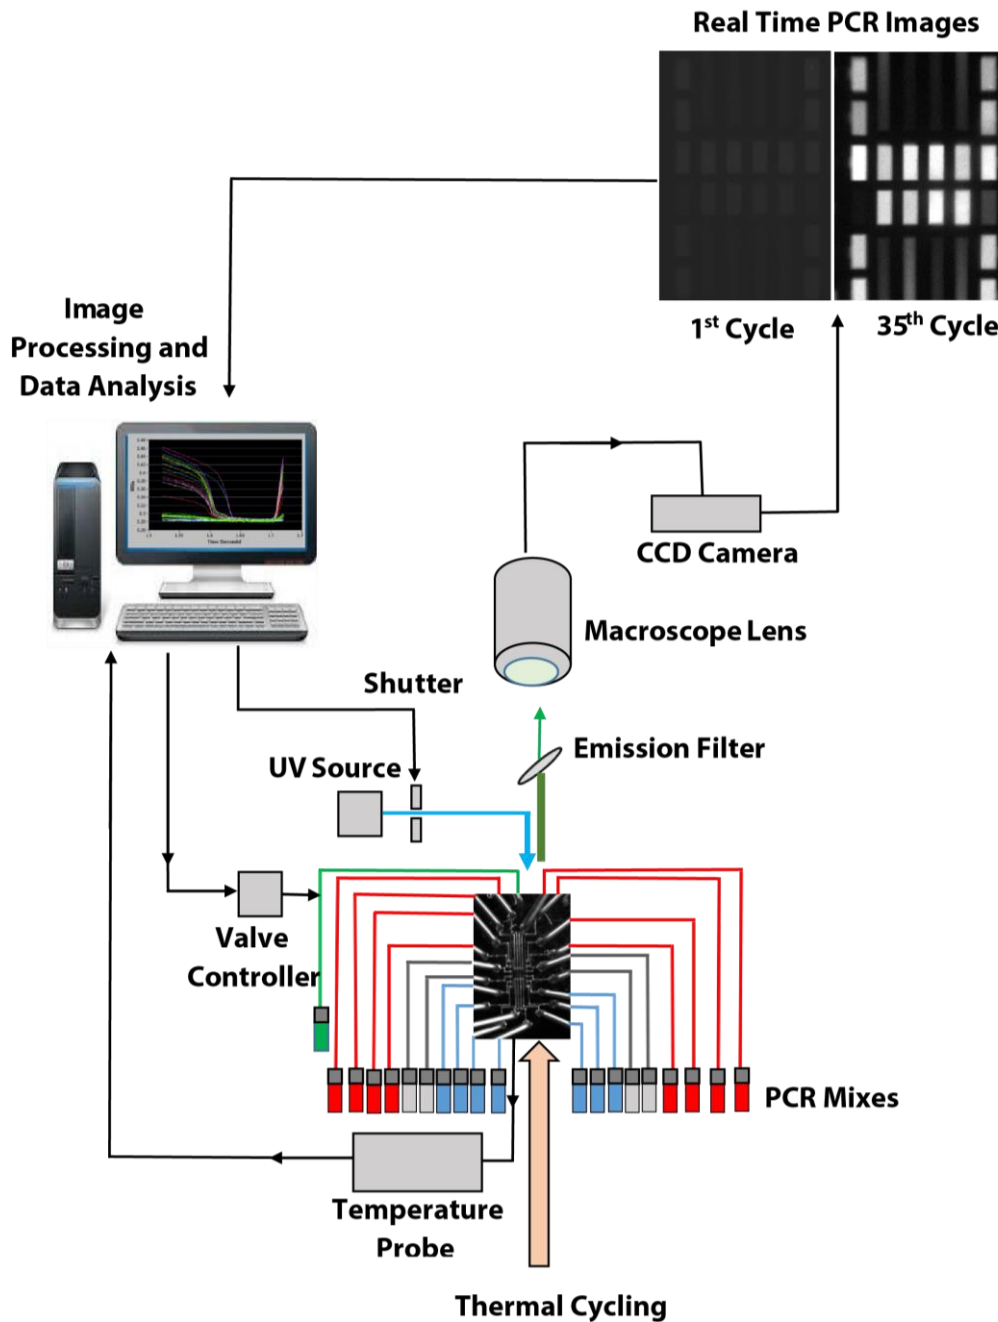 Real Time PCR Images
1st Cycle
35th Cycle
Image
Processing and
Data Analysis
CCD Camera
Macroscope Lens
Shutter
Emission Filter
UV Source
Valve
Controller
PCR Mixes
Temperature
Probe
Thermal Cycling